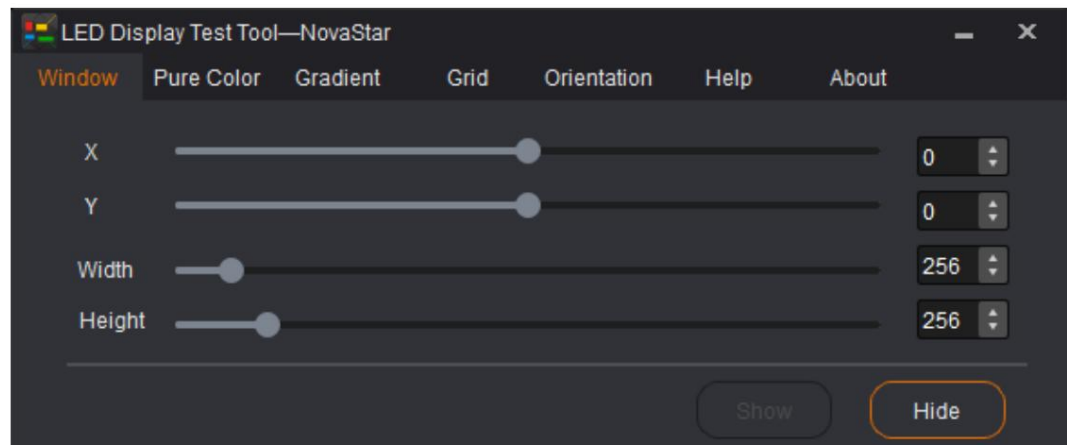 LED Display Test Tool—NovaStar
Window Pure Color Gradient Grid Orientation Help About
X 0
Y 0
Width 256
Height 256
Show Hide